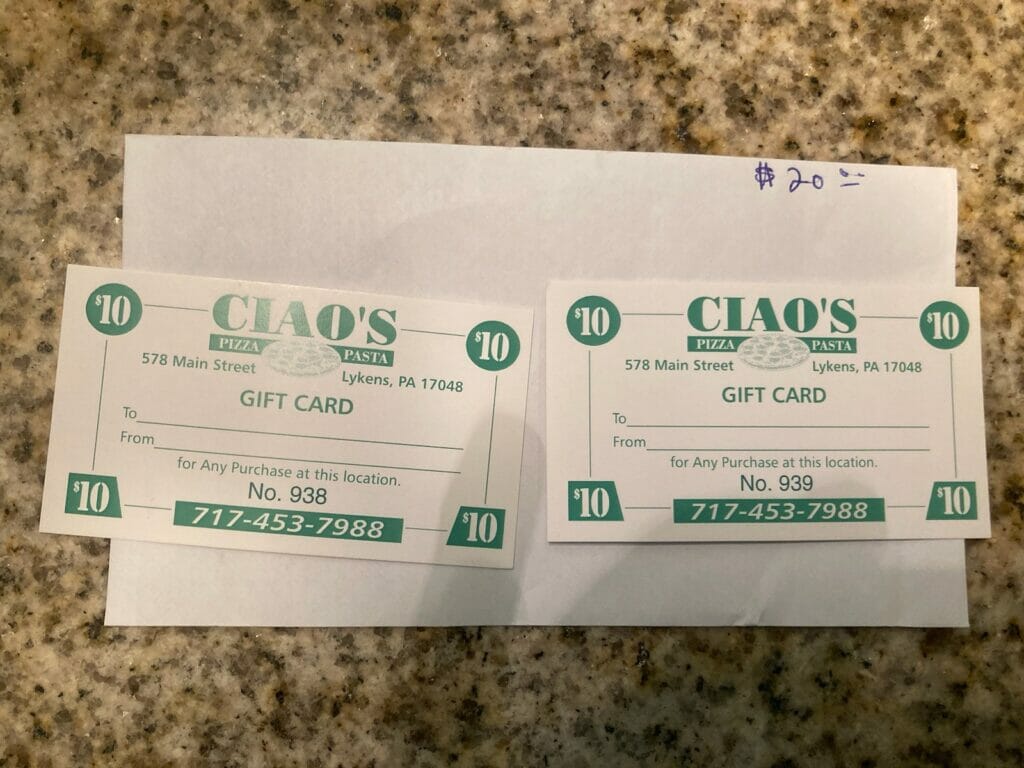 $20 =
$10 CIAO'S $10
PIZZA PASTA
578 Main Street Lykens, PA 17048
GIFT CARD
To
From
for Any Purchase at this location.
No. 938
$10 717-453-7988 $10
$10 CIAO'S $10
PIZZA PASTA
578 Main Street Lykens, PA 17048
GIFT CARD
To
From
for Any Purchase at this location.
No. 939
$10 717-453-7988 $10